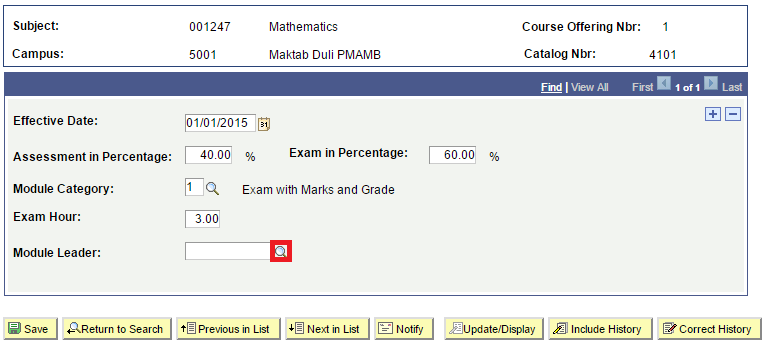 Subject: 001247 Mathematics Course Offering Nbr: 1
Campus: 5001 Maktab Duli PMAMB Catalog Nbr: 4101
Find | View All First 1 of 1 Last
Effective Date: 01/01/2015 31
Assessment in Percentage: 40.00 % Exam in Percentage: 60.00 %
Module Category: 1 Exam with Marks and Grade
Exam Hour: 3.00
Module Leader:
Save Return to Search Previous in List Next in List Notify Update/Display Include History Correct History